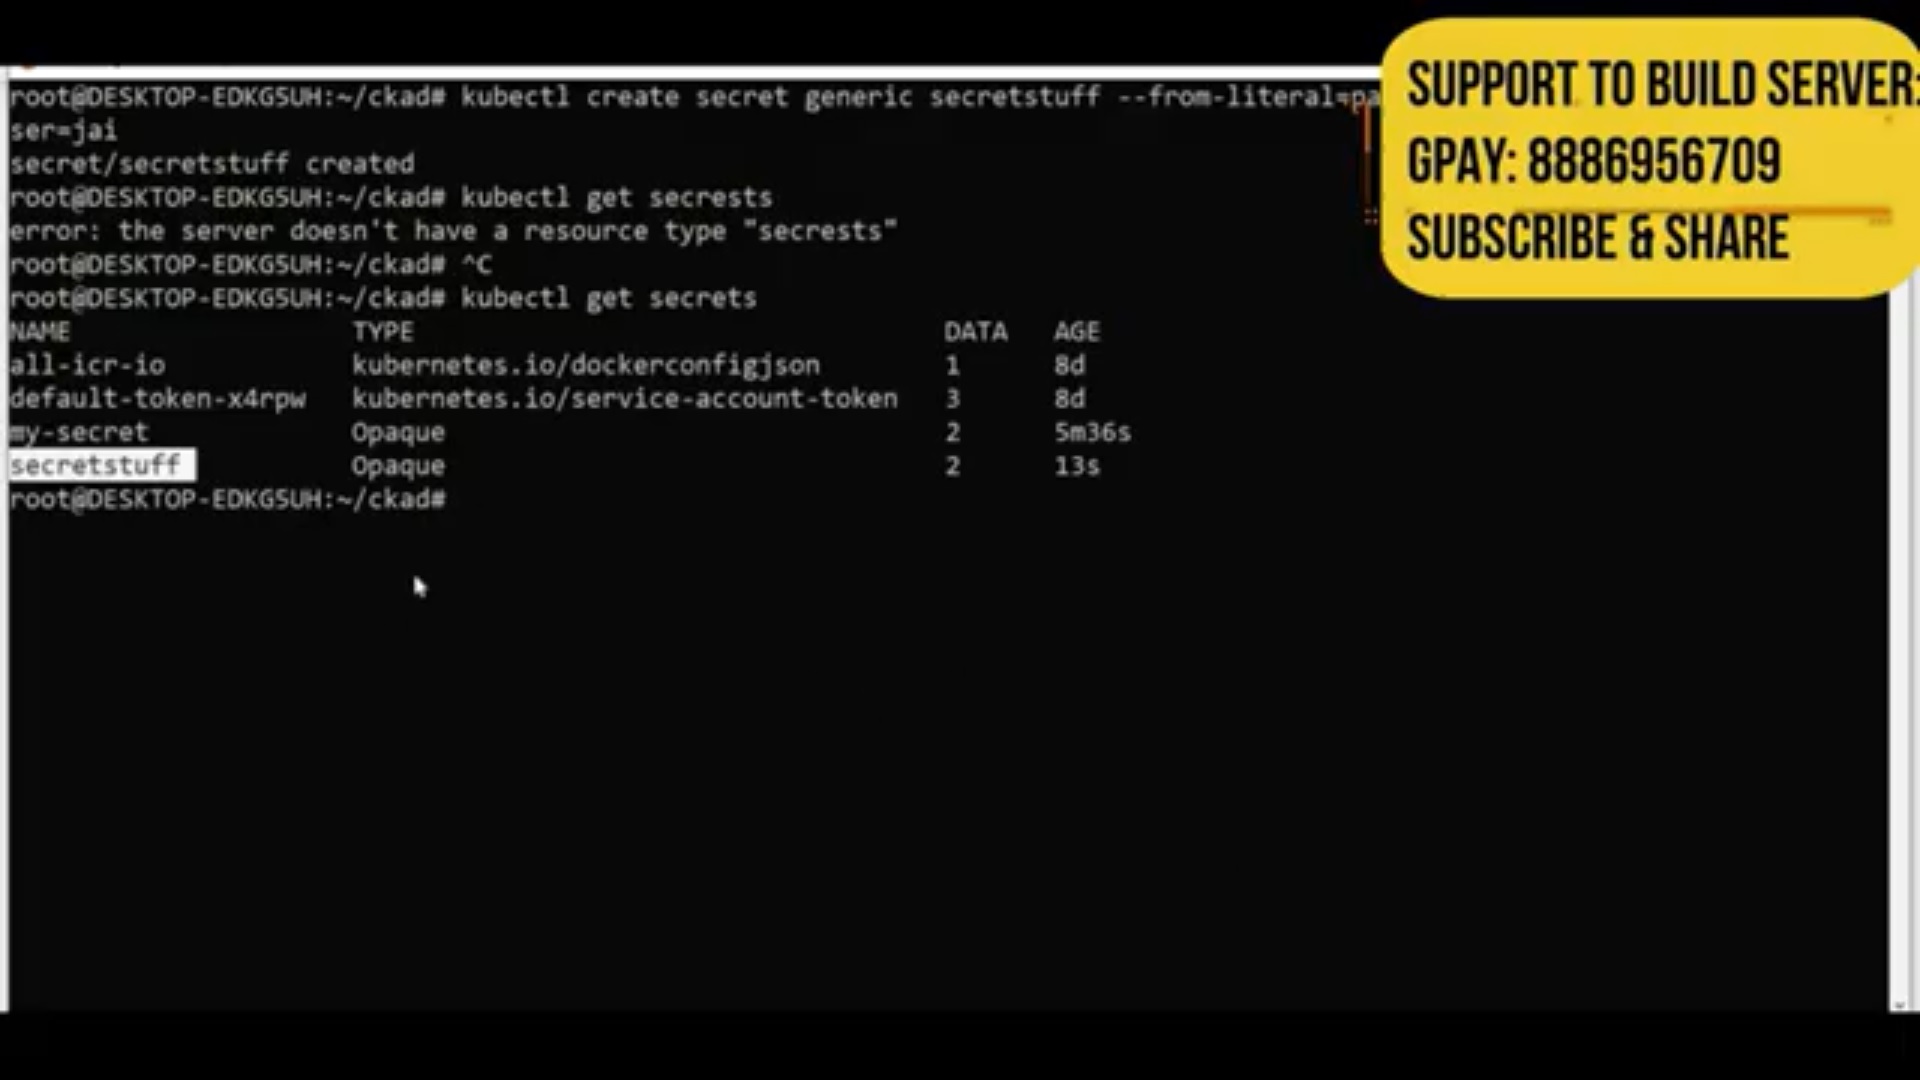 root@DESKTOP-EDKG5UH:~/ckad# kubectl create secret generic secretstuff --from-literal=pa
ser=jai
secret/secretstuff created
root@DESKTOP-EDKG5UH:~/ckad# kubectl get secrests
error: the server doesn't have a resource type "secrests"
root@DESKTOP-EDKG5UH:~/ckad# ^C
root@DESKTOP-EDKG5UH:~/ckad# kubectl get secrets
NAME TYPE DATA AGE
all-icr-io kubernetes.io/dockerconfigjson 1 8d
default-token-x4rpw kubernetes.io/service-account-token 3 8d
my-secret Opaque 2 5m36s
secretstuff Opaque 2 13s
root@DESKTOP-EDKG5UH:~/ckad#
SUPPORT TO BUILD SERVER:
GPAY: 8886956709
SUBSCRIBE & SHARE